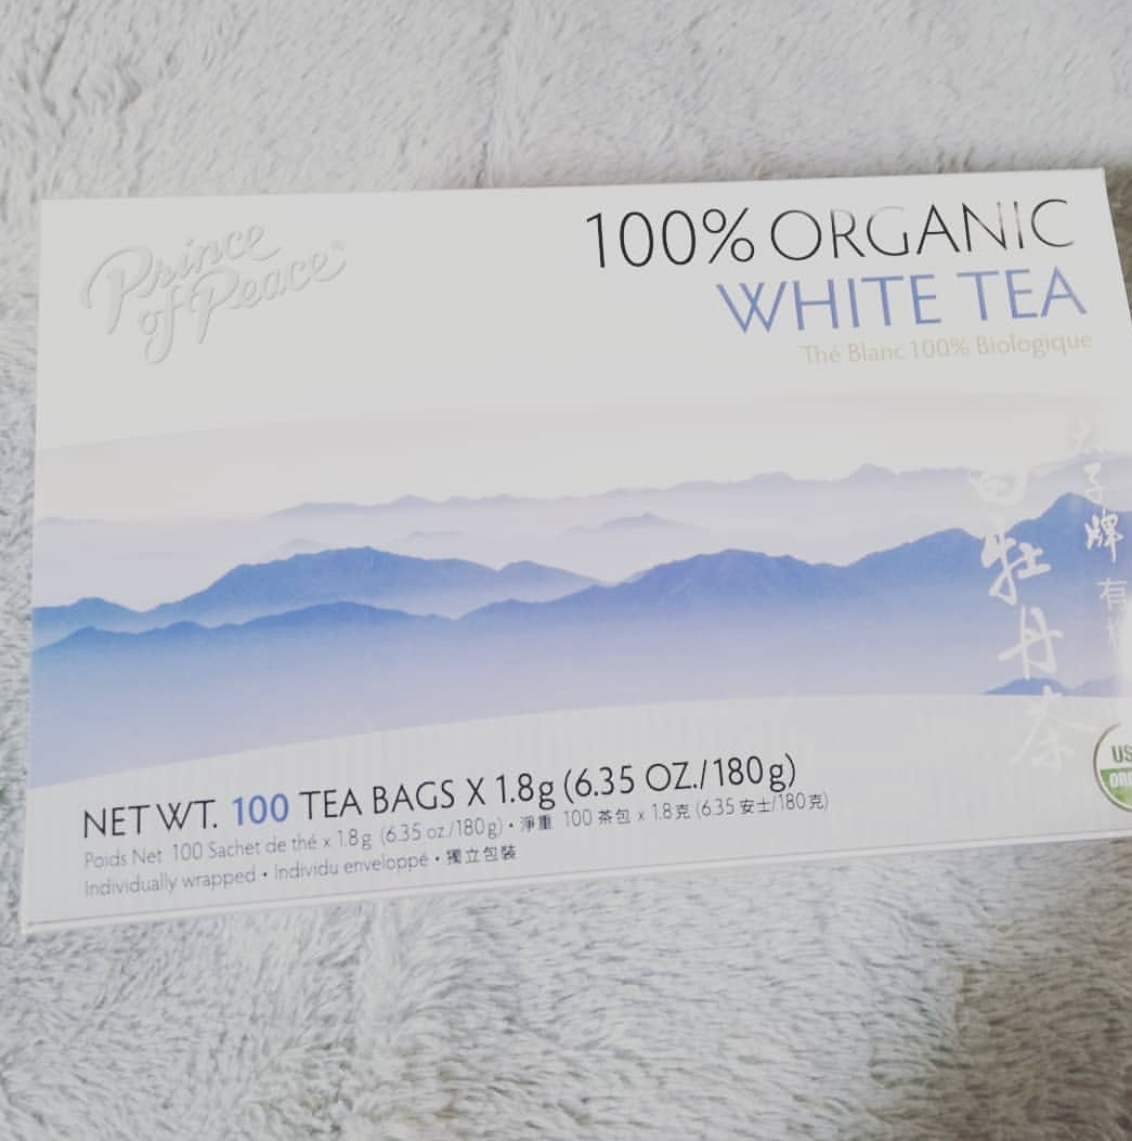 Prince
of Peace®
100% ORGANIC
WHITE TEA
Thé Blanc 100% Biologique
太子牌 有
白牡丹茶
NET WT. 100 TEA BAGS X 1.8g (6.35 OZ./180g)
Poids Net 100 Sachet de thé x 1.8g (6.35 oz./180g) • 淨重 100 茶包 x 1.8克 (6.35 安士/180克)
Individually wrapped • Individu enveloppé • 獨立包裝